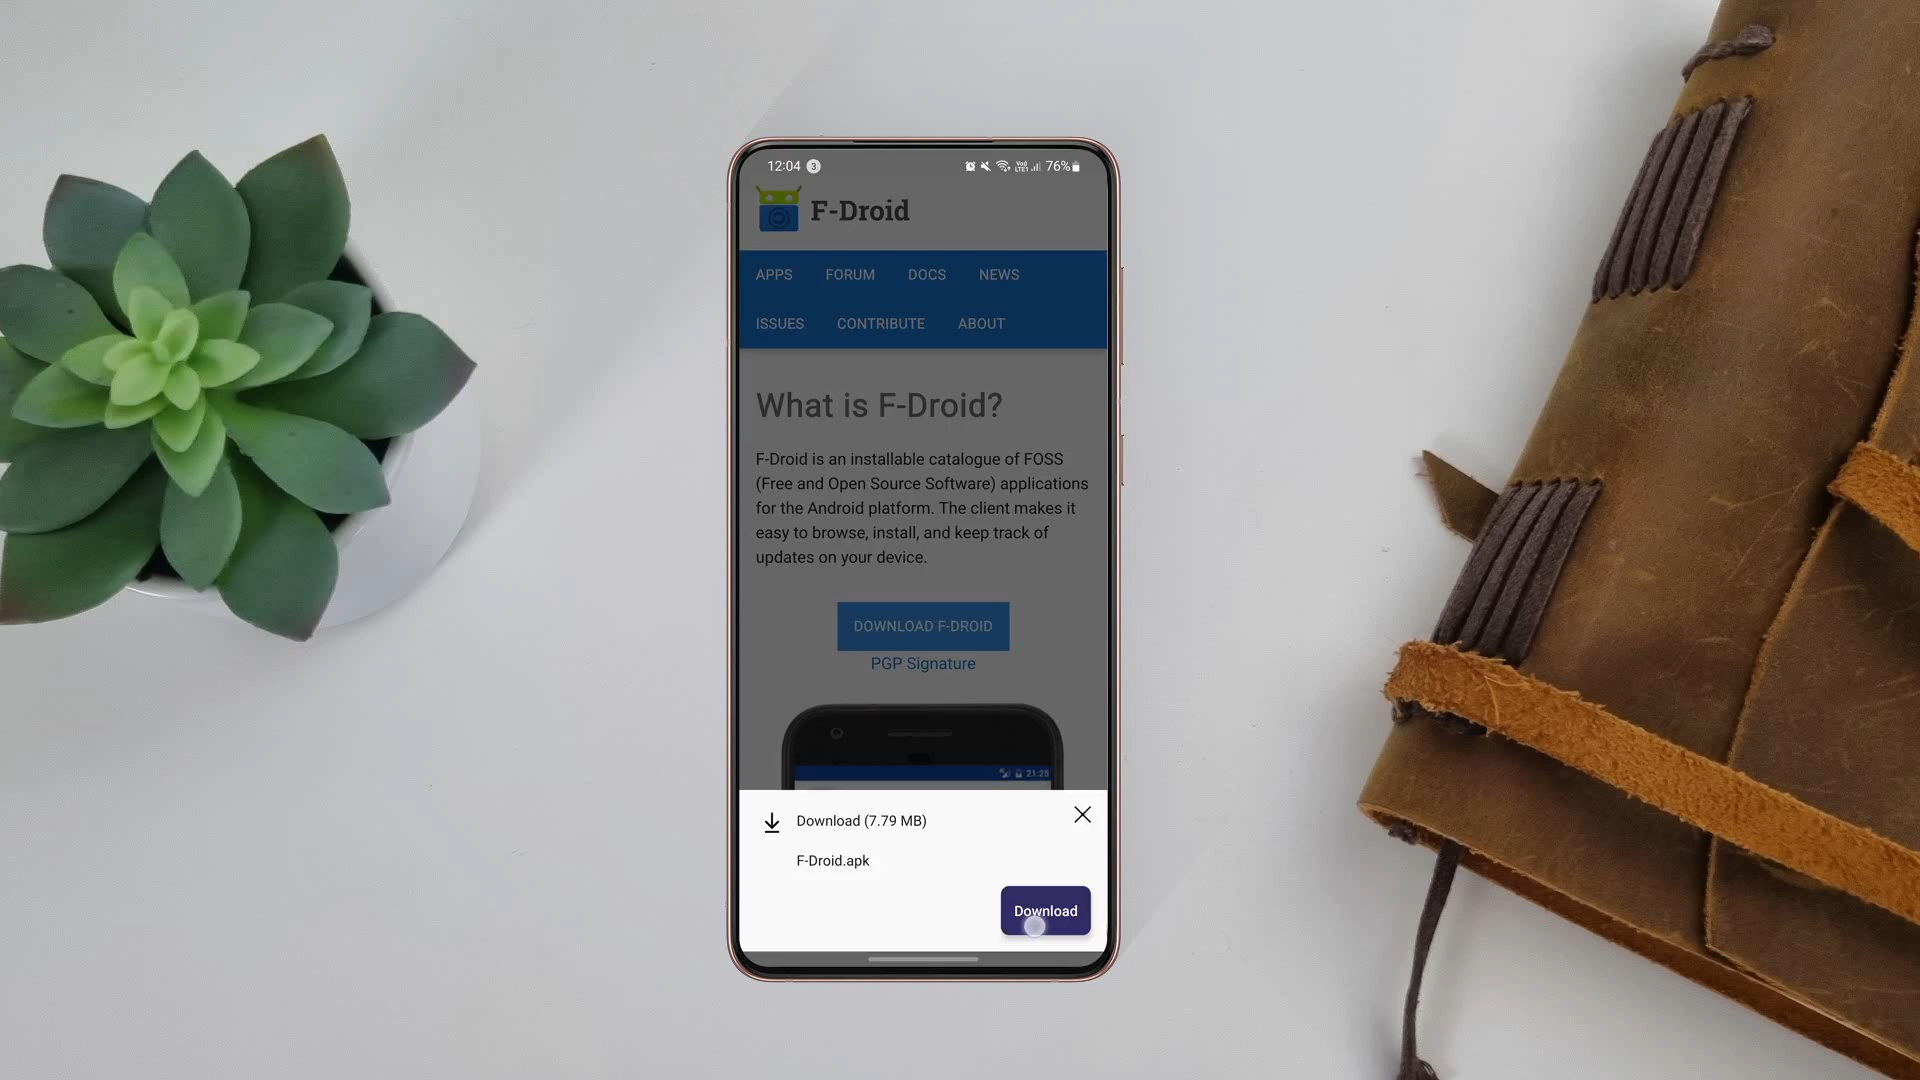 12:04 3 76%
F-Droid
APPS FORUM DOCS NEWS
ISSUES CONTRIBUTE ABOUT
What is F-Droid?
F-Droid is an installable catalogue of FOSS
(Free and Open Source Software) applications
for the Android platform. The client makes it
easy to browse, install, and keep track of
updates on your device.
DOWNLOAD F-DROID
PGP Signature
21:25
Download (7.79 MB)
F-Droid.apk
Download